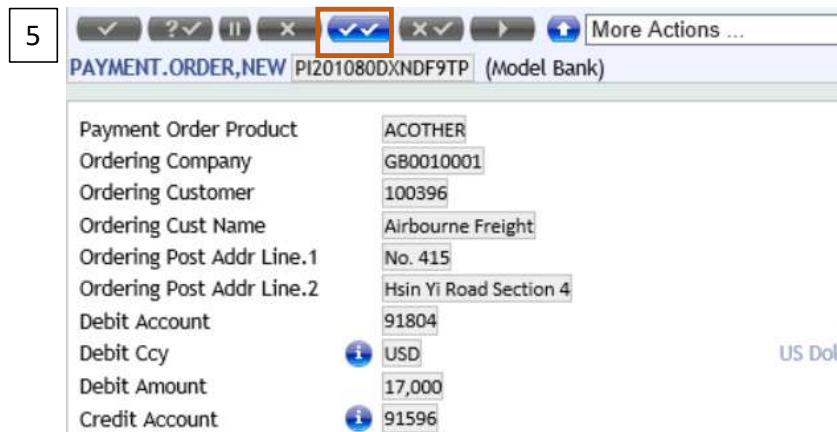 5
More Actions ...
PAYMENT.ORDER,NEW PI201080DXNDF9TP (Model Bank)
Payment Order Product ACOTHER
Ordering Company GB0010001
Ordering Customer 100396
Ordering Cust Name Airbourne Freight
Ordering Post Addr Line.1 No. 415
Ordering Post Addr Line.2 Hsin Yi Road Section 4
Debit Account 91804
Debit Ccy USD US Dol
Debit Amount 17,000
Credit Account 91596